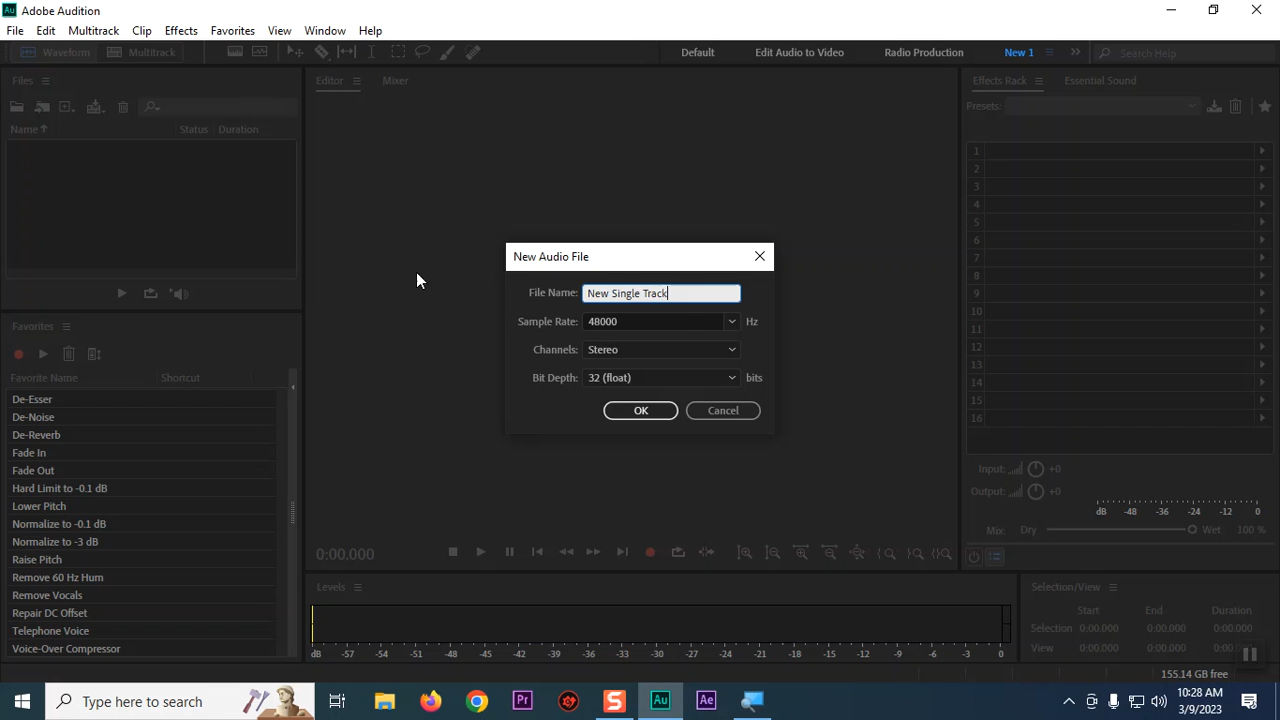 Au Adobe Audition
File Edit Multitrack Clip Effects Favorites View Window Help
Waveform Multitrack Default Edit Audio to Video Radio Production New 1 Search Help
Files
Name Status Duration
Editor Mixer
Effects Rack Essential Sound
Presets:
1
2
3
4
5
6
7
8
9
10
11
12
13
14
15
16
Input: +0
Output: +0
dB -48 -36 -24 -12 0
Mix: Dry Wet 100 %
New Audio File
File Name: New Single Track
Sample Rate: 48000 Hz
Channels: Stereo
Bit Depth: 32 (float) bits
OK Cancel
Favorites
Favorite Name Shortcut
De-Esser
De-Noise
De-Reverb
Fade In
Fade Out
Hard Limit to -0.1 dB
Lower Pitch
Normalize to -0.1 dB
Normalize to -3 dB
Raise Pitch
Remove 60 Hz Hum
Remove Vocals
Repair DC Offset
Telephone Voice
Voice-Over Compressor
0:00.000
Levels
dB -57 -54 -51 -48 -45 -42 -39 -36 -33 -30 -27 -24 -21 -18 -15 -12 -9 -6 -3 0
Selection/View
Start End Duration
Selection 0:00.000 0:00.000 0:00.000
View 0:00.000 0:00.000 0:00.000
155.14 GB free
Type here to search
Pr S Au Ae
10:28 AM
3/9/2023